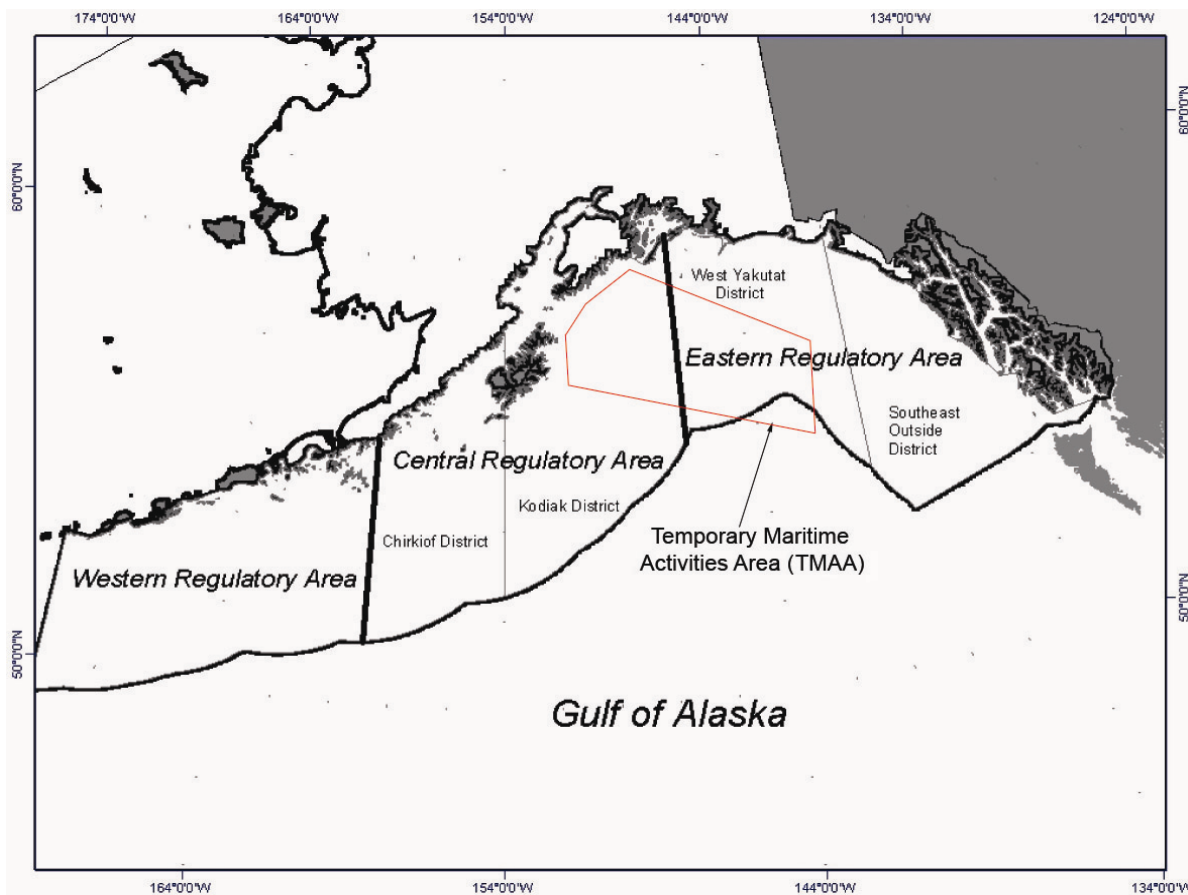 174°0'0"W
164°0'0"W
154°0'0"W
144°0'0"W
134°0'0"W
124°0'0"W
60°0'0"N
60°0'0"N
West Yakutat
District
Eastern Regulatory Area
Southeast
Outside
District
Central Regulatory Area
Kodiak District
Chirkiof District
Temporary Maritime
Activities Area (TMAA)
Western Regulatory Area
50°0'0"N
50°0'0"N
Gulf of Alaska
164°0'0"W
154°0'0"W
144°0'0"W
134°0'0"W